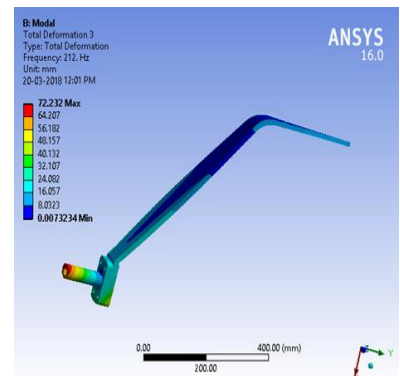 B: Modal
Total Deformation 3
Type: Total Deformation
Frequency: 212. Hz
Unit: mm
20-03-2018 12:01 PM
ANSYS
16.0
72.232 Max
64.207
56.182
48.157
40.132
32.107
24.082
16.057
8.0323
0.0073234 Min
0.00
400.00 (mm)
200.00
Y